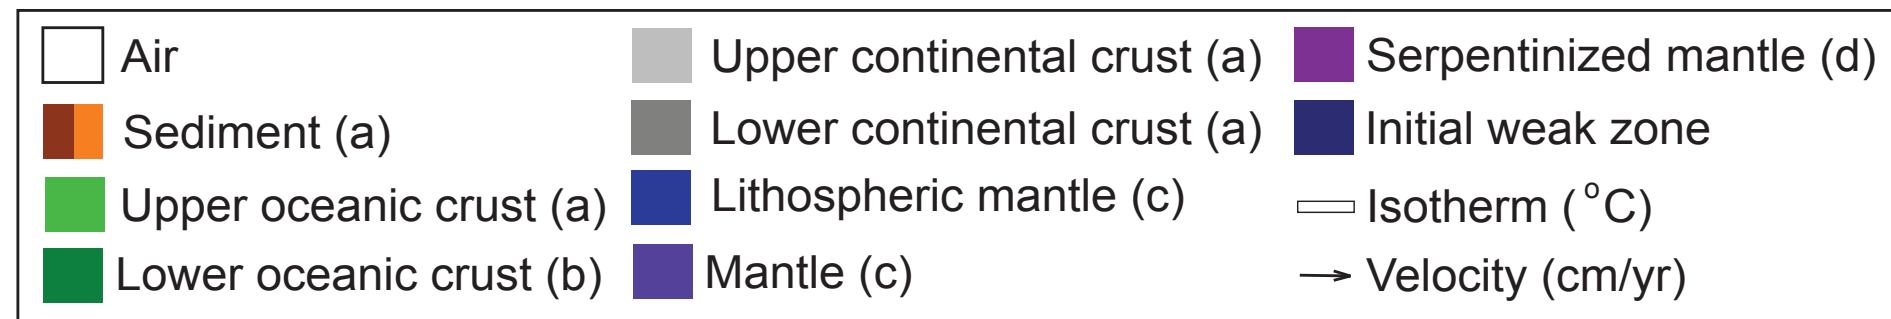 Air
Sediment (a)
Upper oceanic crust (a)
Lower oceanic crust (b)
Upper continental crust (a)
Lower continental crust (a)
Lithospheric mantle (c)
Mantle (c)
Serpentinized mantle (d)
Initial weak zone
Isotherm (°C)
Velocity (cm/yr)